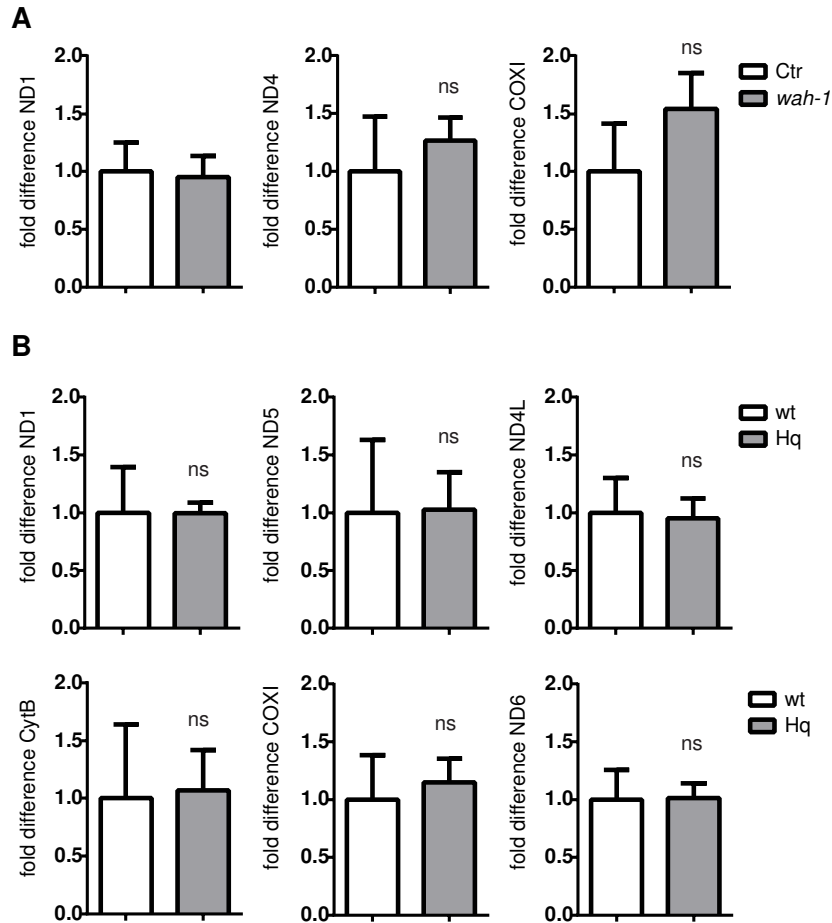 A
fold difference ND1
2.0
1.5
1.0
0.5
0.0
fold difference ND4
2.0
1.5
1.0
0.5
0.0
ns
fold difference COXI
2.0
1.5
1.0
0.5
0.0
ns
Ctr
wah-1
B
fold difference ND1
2.0
1.5
1.0
0.5
0.0
ns
fold difference ND5
2.0
1.5
1.0
0.5
0.0
ns
fold difference ND4L
2.0
1.5
1.0
0.5
0.0
ns
wt
Hq
fold difference CytB
2.0
1.5
1.0
0.5
0.0
ns
fold difference COXI
2.0
1.5
1.0
0.5
0.0
ns
fold difference ND6
2.0
1.5
1.0
0.5
0.0
ns
wt
Hq